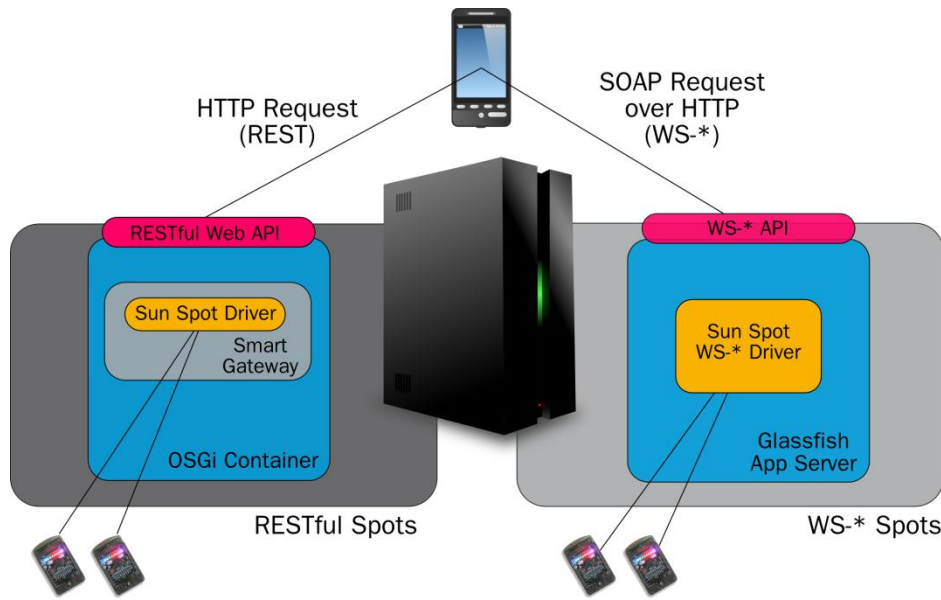 HTTP Request
(REST)
SOAP Request
over HTTP
(WS-*)
RESTful Web API
Sun Spot Driver
Smart
Gateway
OSGi Container
RESTful Spots
WS-* API
Sun Spot
WS-* Driver
Glassfish
App Server
WS-* Spots